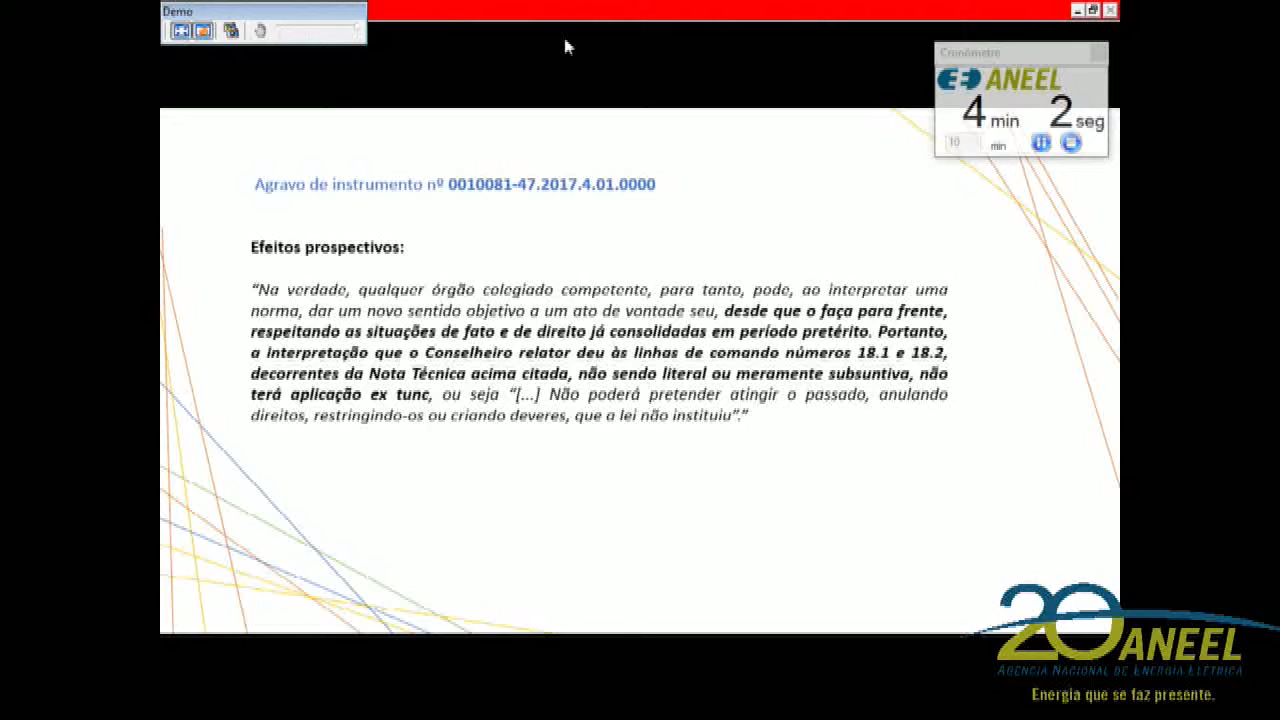 Demo
Cronômetro
ANEEL
4 min 2 seg
10 min
Agravo de instrumento nº 0010081-47.2017.4.01.0000
Efeitos prospectivos:
“Na verdade, qualquer órgão colegiado competente, para tanto, pode, ao interpretar uma
norma, dar um novo sentido objetivo a um ato de vontade seu, desde que o faça para frente,
respeitando as situações de fato e de direito já consolidadas em período pretérito. Portanto,
a interpretação que o Conselheiro relator deu às linhas de comando números 18.1 e 18.2,
decorrentes da Nota Técnica acima citada, não sendo literal ou meramente subsuntiva, não
terá aplicação ex tunc, ou seja “[...] Não poderá pretender atingir o passado, anulando
direitos, restringindo-os ou criando deveres, que a lei não instituiu”.”
20 ANEEL
AGÊNCIA NACIONAL DE ENERGIA ELÉTRICA
Energia que se faz presente.